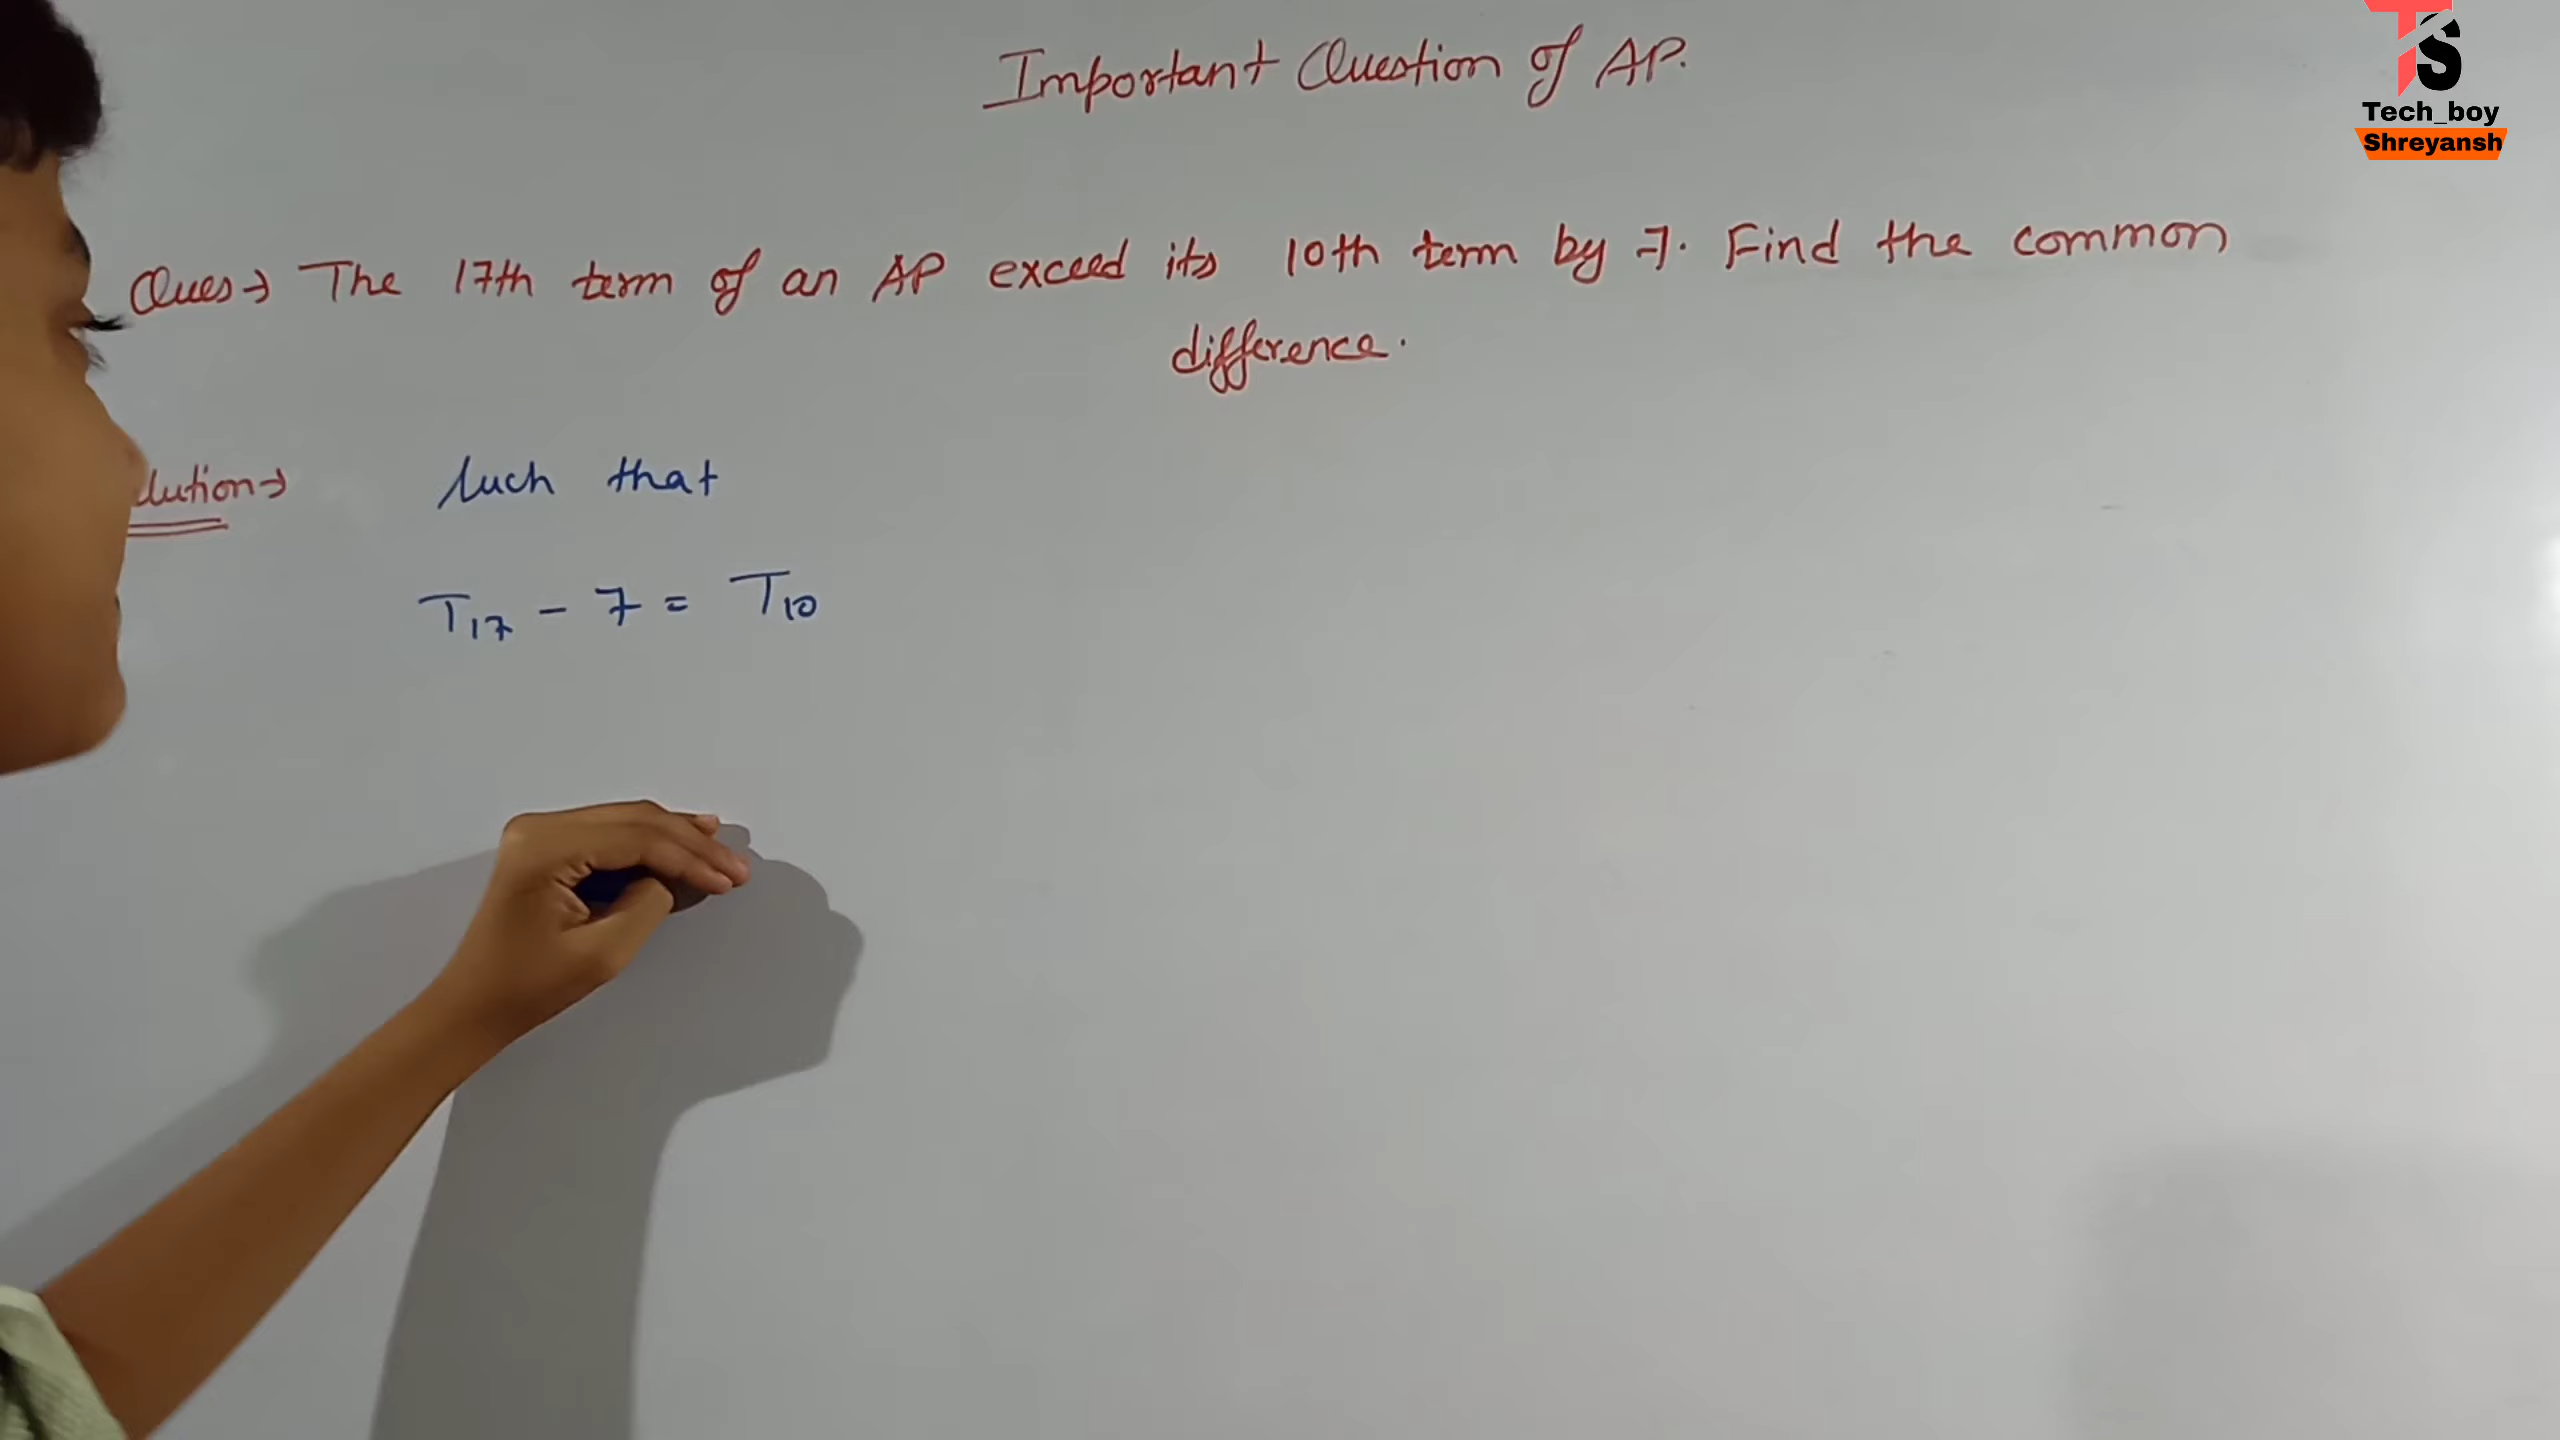 Important Question of AP.
TS
Tech_boy
Shreyansh
Ques→ The 17th term of an AP exceed its 10th term by 7. Find the common
difference.
lution→ Such that
T17 - 7 = T10